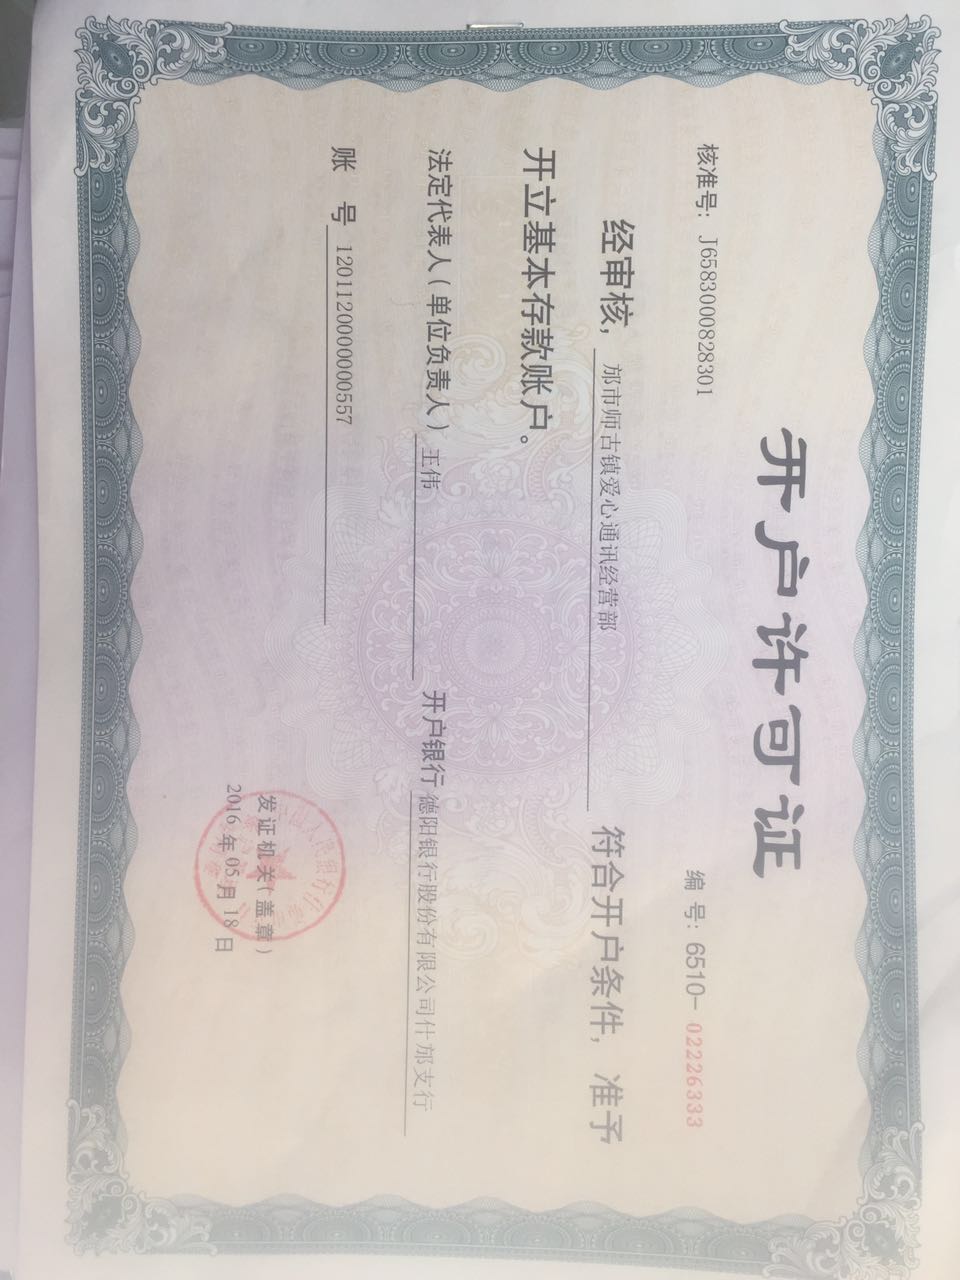 开户许可证
核准号: J6583000828301 编号: 6510-02226333
经审核, 邡市师古镇爱心通讯经营部 符合开户条件, 准予
开立基本存款账户。
法定代表人(单位负责人) 王伟 开户银行 德阳银行股份有限公司什邡支行
账 号 1201120000000557
发证机关(盖章)
2016 年 05 月 18 日